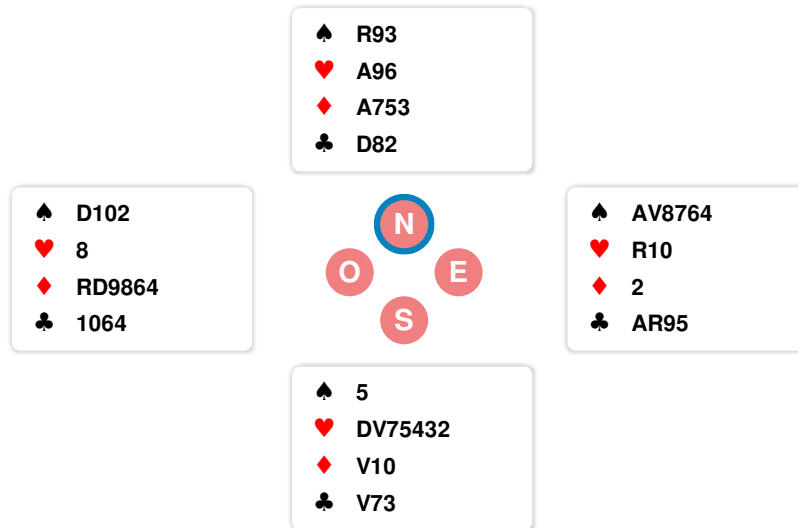 ♠ R93
♥ A96
♦ A753
♣ D82
♠ D102
♥ 8
♦ RD9864
♣ 1064
N
O E
S
♠ AV8764
♥ R10
♦ 2
♣ AR95
♠ 5
♥ DV75432
♦ V10
♣ V73